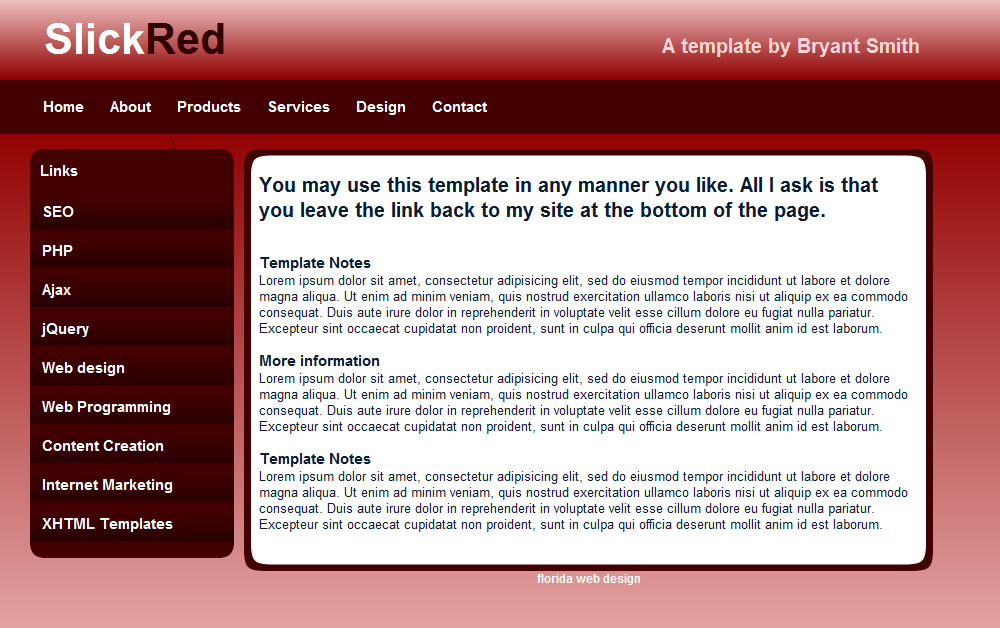 SlickRed
A template by Bryant Smith
Home About Products Services Design Contact
Links
SEO
PHP
Ajax
jQuery
Web design
Web Programming
Content Creation
Internet Marketing
XHTML Templates
You may use this template in any manner you like. All I ask is that
you leave the link back to my site at the bottom of the page.
Template Notes
Lorem ipsum dolor sit amet, consectetur adipisicing elit, sed do eiusmod tempor incididunt ut labore et dolore
magna aliqua. Ut enim ad minim veniam, quis nostrud exercitation ullamco laboris nisi ut aliquip ex ea commodo
consequat. Duis aute irure dolor in reprehenderit in voluptate velit esse cillum dolore eu fugiat nulla pariatur.
Excepteur sint occaecat cupidatat non proident, sunt in culpa qui officia deserunt mollit anim id est laborum.
More information
Lorem ipsum dolor sit amet, consectetur adipisicing elit, sed do eiusmod tempor incididunt ut labore et dolore
magna aliqua. Ut enim ad minim veniam, quis nostrud exercitation ullamco laboris nisi ut aliquip ex ea commodo
consequat. Duis aute irure dolor in reprehenderit in voluptate velit esse cillum dolore eu fugiat nulla pariatur.
Excepteur sint occaecat cupidatat non proident, sunt in culpa qui officia deserunt mollit anim id est laborum.
Template Notes
Lorem ipsum dolor sit amet, consectetur adipisicing elit, sed do eiusmod tempor incididunt ut labore et dolore
magna aliqua. Ut enim ad minim veniam, quis nostrud exercitation ullamco laboris nisi ut aliquip ex ea commodo
consequat. Duis aute irure dolor in reprehenderit in voluptate velit esse cillum dolore eu fugiat nulla pariatur.
Excepteur sint occaecat cupidatat non proident, sunt in culpa qui officia deserunt mollit anim id est laborum.
florida web design